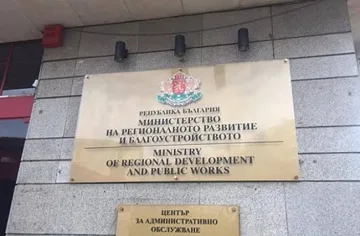 РЕПУБЛИКА БЪЛГАРИЯ
МИНИСТЕРСТВО
НА РЕГИОНАЛНОТО РАЗВИТИЕ
И БЛАГОУСТРОЙСТВОТО
MINISTRY
OF REGIONAL DEVELOPMENT
AND PUBLIC WORKS
ЦЕНТЪР
ЗА АДМИНИСТРАТИВНО
ОБСЛУЖВАНЕ